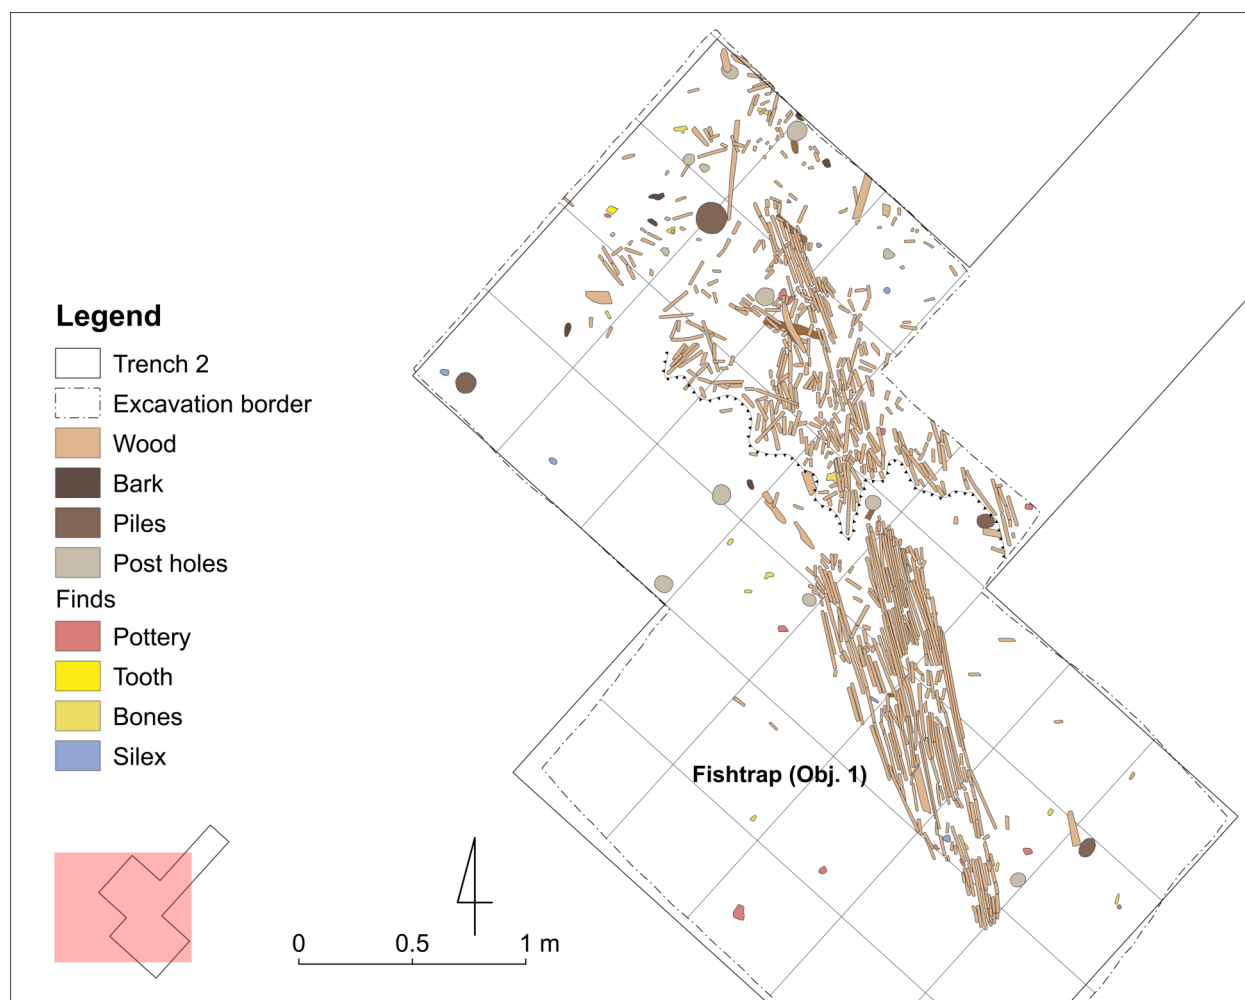 Legend
Trench 2
Excavation border
Wood
Bark
Piles
Post holes
Finds
Pottery
Tooth
Bones
Silex
Fishtrap (Obj. 1)
0 0.5 1 m